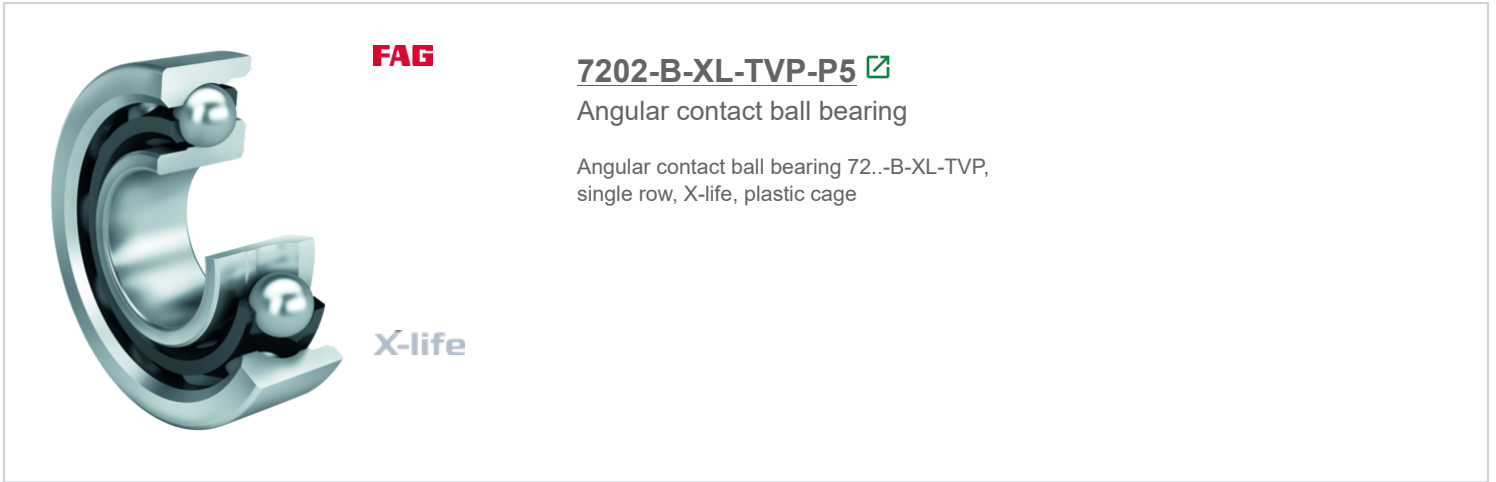 FAG
7202-B-XL-TVP-P5
Angular contact ball bearing
Angular contact ball bearing 72..-B-XL-TVP,
single row, X-life, plastic cage
X-life